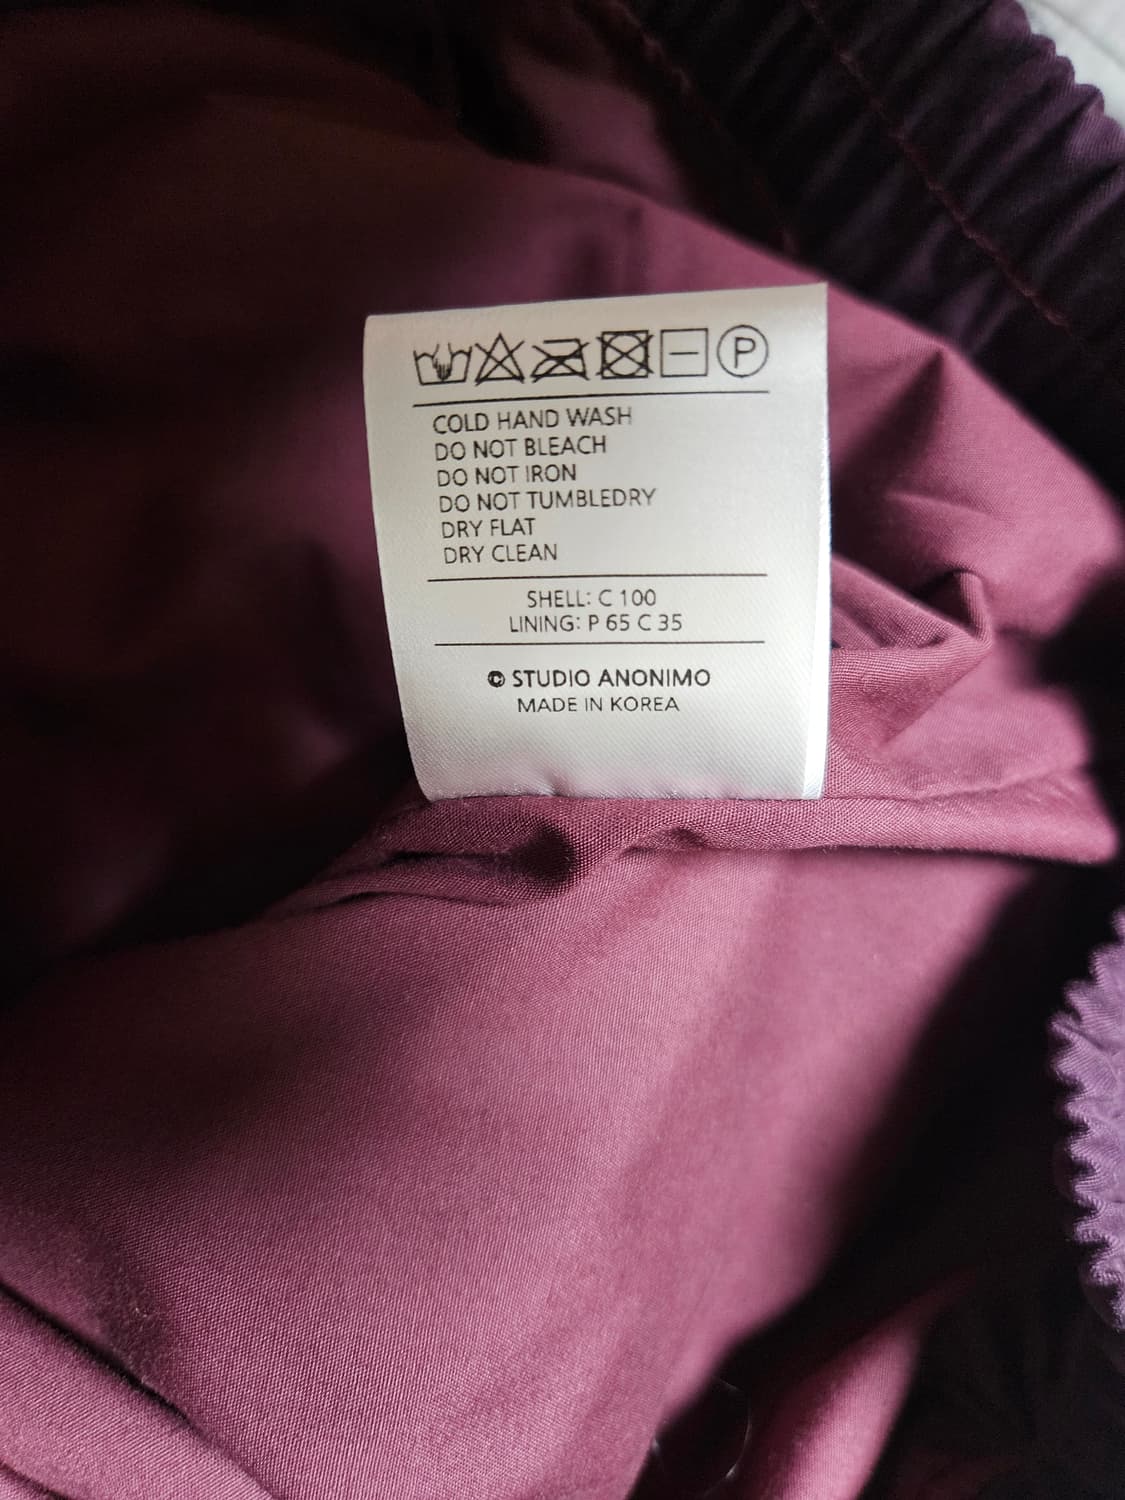 P
COLD HAND WASH
DO NOT BLEACH
DO NOT IRON
DO NOT TUMBLEDRY
DRY FLAT
DRY CLEAN
SHELL: C 100
LINING: P 65 C 35
© STUDIO ANONIMO
MADE IN KOREA